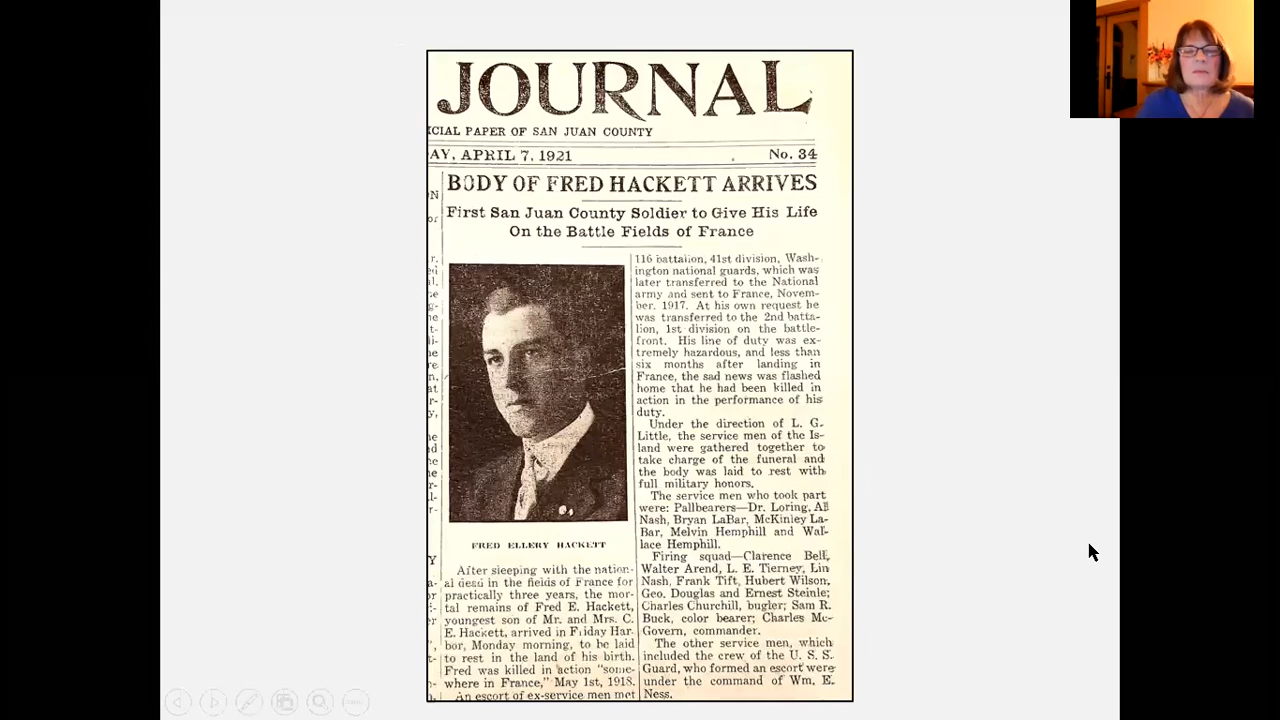 JOURNAL
ICIAL PAPER OF SAN JUAN COUNTY
AY, APRIL 7, 1921 No. 34
BODY OF FRED HACKETT ARRIVES
First San Juan County Soldier to Give His Life
On the Battle Fields of France
FRED ELLERY HACKETT
After sleeping with the nation-
al dead in the fields of France for
practically three years, the mor-
tal remains of Fred E. Hackett,
youngest son of Mr. and Mrs. C.
E. Hackett, arrived in Friday Har-
bor, Monday morning, to be laid
to rest in the land of his birth.
Fred was killed in action "some-
where in France," May 1st, 1918.
An escort of ex-service men met
116 battalion, 41st division, Wash-
ington national guards, which was
later transferred to the National
army and sent to France, Novem-
ber, 1917. At his own request he
was transferred to the 2nd batta-
lion, 1st division on the battle-
front. His line of duty was ex-
tremely hazardous, and less than
six months after landing in
France, the sad news was flashed
home that he had been killed in
action in the performance of his
duty.
Under the direction of L. G.
Little, the service men of the Is-
land were gathered together to
take charge of the funeral and
the body was laid to rest with
full military honors.
The service men who took part
were: Pallbearers—Dr. Loring, Al
Nash, Bryan LaBar, McKinley La-
Bar, Melvin Hemphill and Wal-
lace Hemphill.
Firing squad—Clarence Bell,
Walter Arend, L. E. Tierney, Lin
Nash, Frank Tift, Hubert Wilson,
Geo. Douglas and Ernest Steinle;
Charles Churchill, bugler; Sam R.
Buck, color bearer; Charles Mc-
Govern, commander.
The other service men, which
included the crew of the U. S. S.
Guard, who formed an escort were
under the command of Wm. E.
Ness.